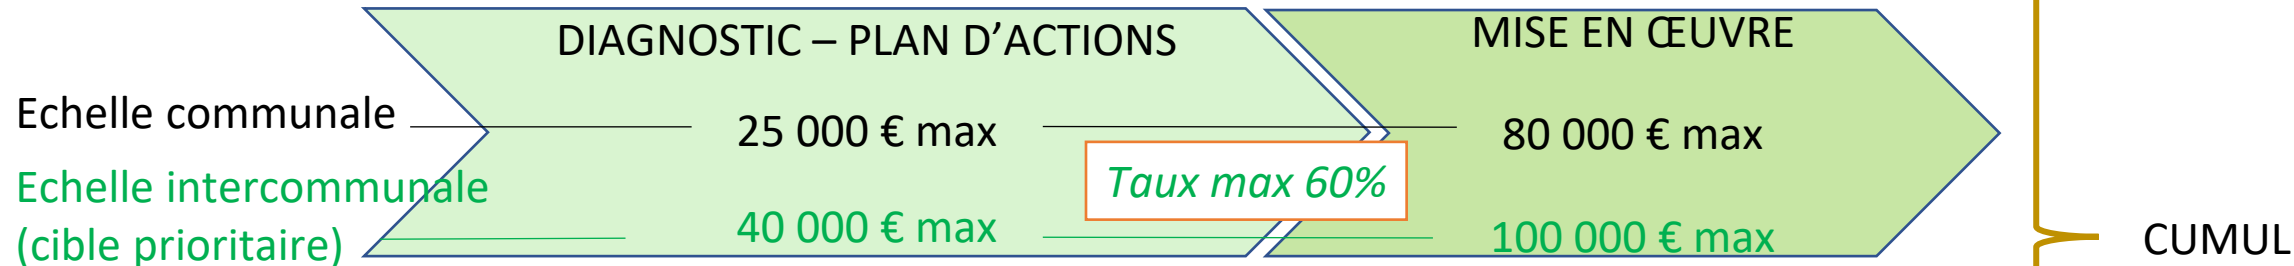 DIAGNOSTIC – PLAN D’ACTIONS
MISE EN ŒUVRE
Echelle communale
25 000 € max
80 000 € max
Taux max 60%
Echelle intercommunale
(cible prioritaire)
40 000 € max
100 000 € max
CUMUL